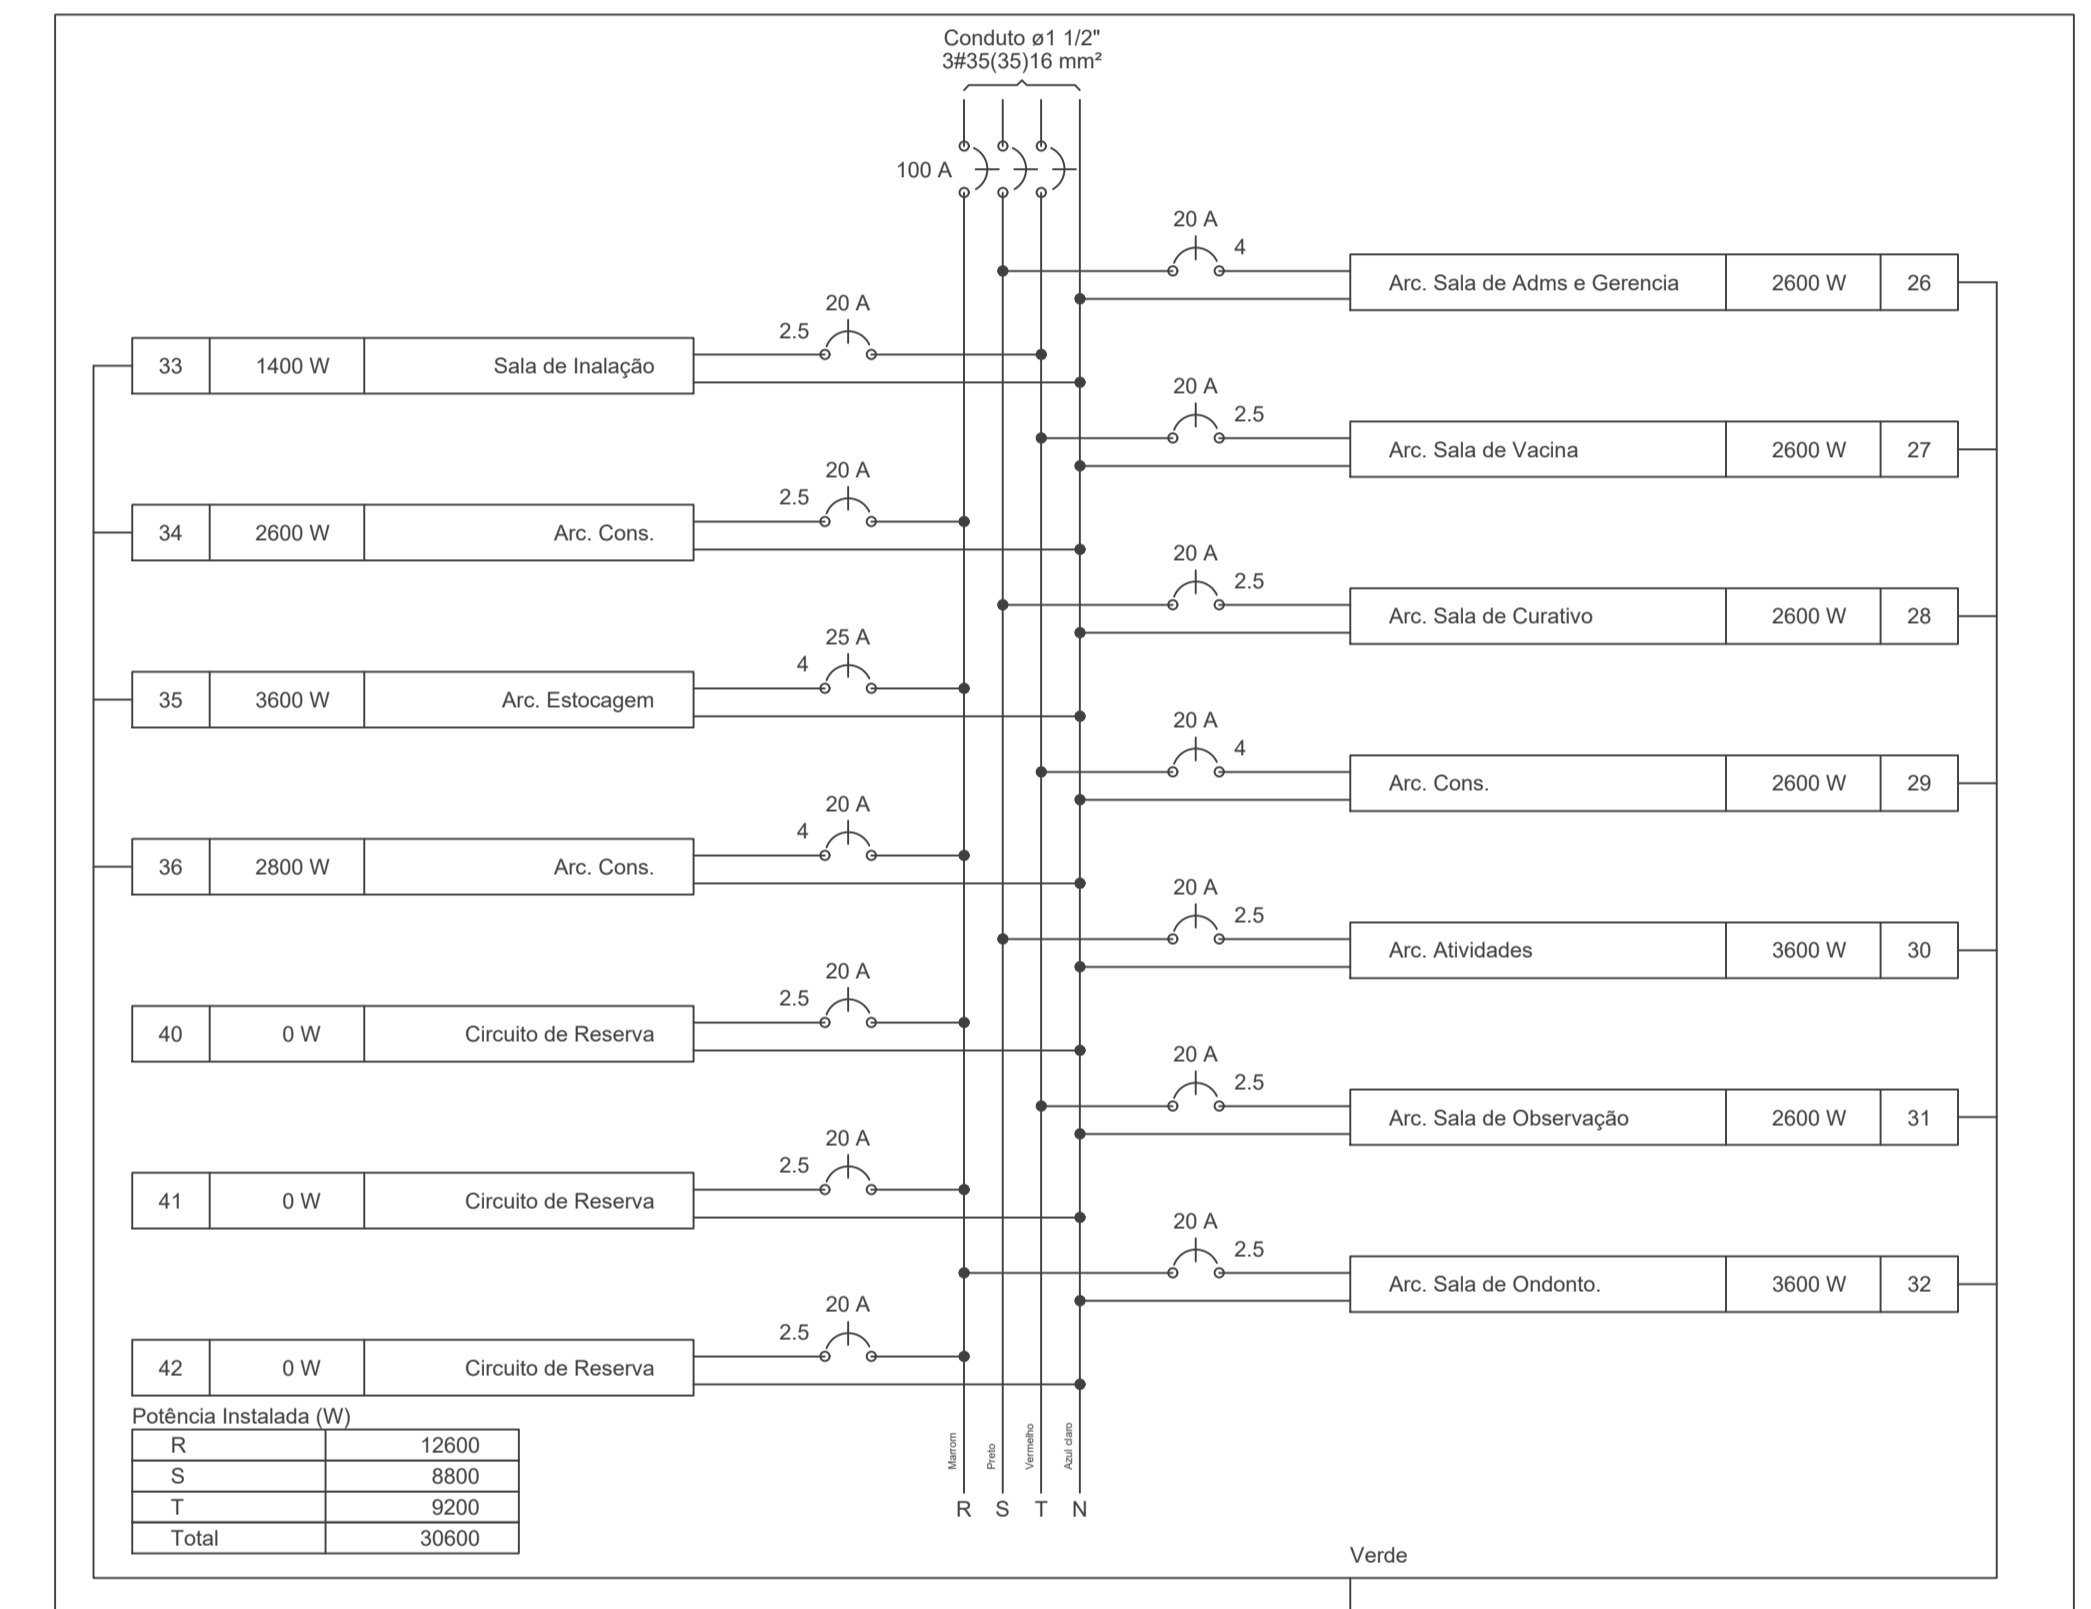 Conduto ø1 1/2"
3#35(35)16 mm²
100 A
20 A
2.5
33 1400 W Sala de Inalação
20 A
2.5
34 2600 W Arc. Cons.
25 A
4
35 3600 W Arc. Estocagem
20 A
4
36 2800 W Arc. Cons.
20 A
2.5
40 0 W Circuito de Reserva
20 A
2.5
41 0 W Circuito de Reserva
20 A
2.5
42 0 W Circuito de Reserva
20 A
4
Arc. Sala de Adms e Gerencia 2600 W 26
20 A
2.5
Arc. Sala de Vacina 2600 W 27
20 A
2.5
Arc. Sala de Curativo 2600 W 28
20 A
4
Arc. Cons. 2600 W 29
20 A
2.5
Arc. Atividades 3600 W 30
20 A
2.5
Arc. Sala de Observação 2600 W 31
20 A
2.5
Arc. Sala de Ondonto. 3600 W 32
Potência Instalada (W)
R 12600
S 8800
T 9200
Total 30600
Marrom
Preto
Vermelho
Azul claro
R S T N
Verde